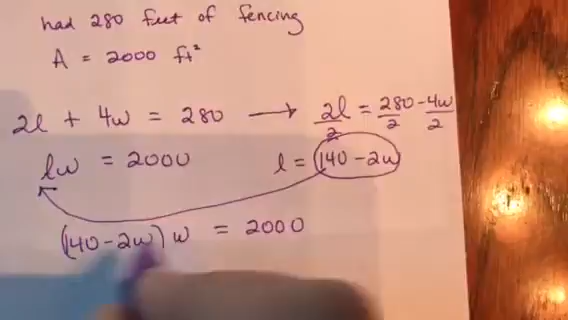 had 280 feet of fencing
A = 2000 ft²
2l + 4w = 280 → 2l/2 = 280/2 - 4w/2
lw = 2000 l = 140 - 2w
(140 - 2w) w = 2000